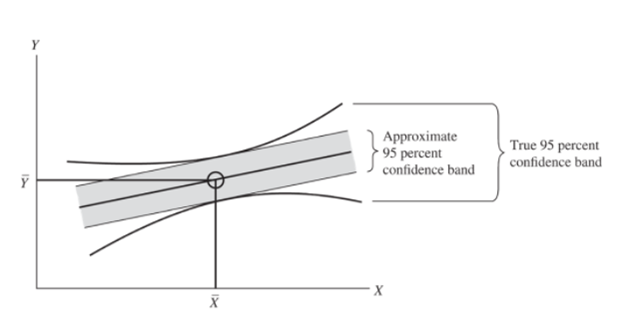 Y
Approximate
95 percent
confidence band
True 95 percent
confidence band
Y̅
X
X̅